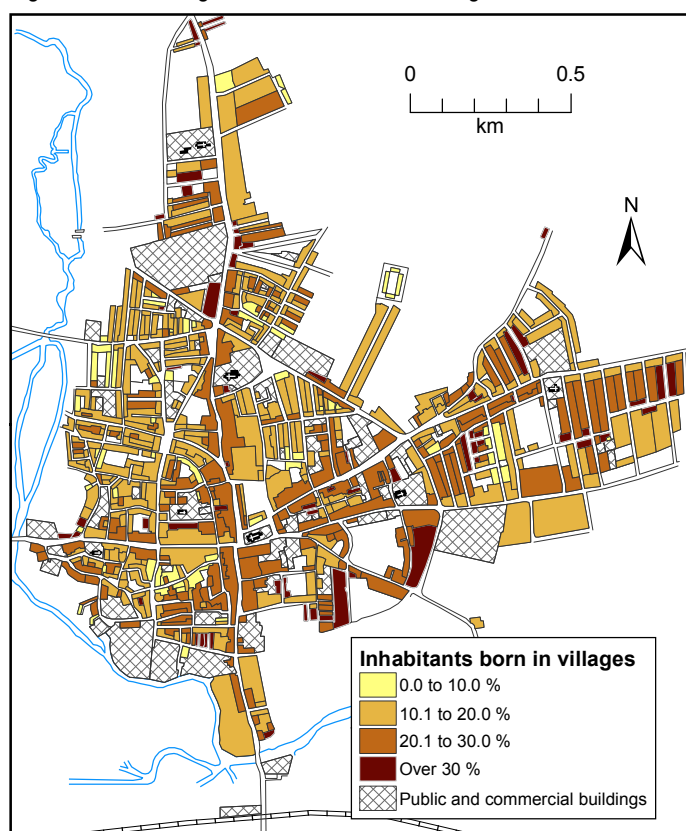 0 0.5
km
N
Inhabitants born in villages
0.0 to 10.0 %
10.1 to 20.0 %
20.1 to 30.0 %
Over 30 %
Public and commercial buildings